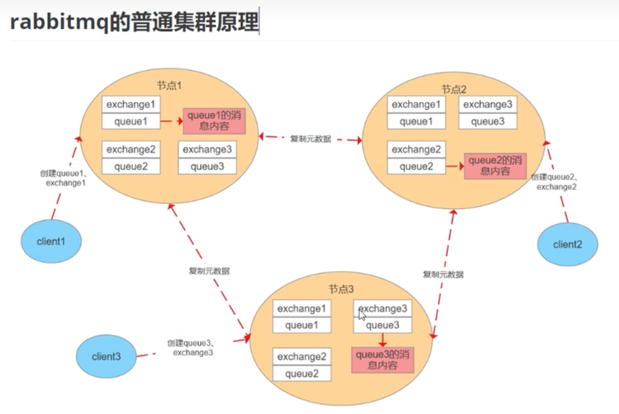 rabbitmq的普通集群原理
节点1
exchange1
queue1
queue1的消
息内容
exchange2
queue2
exchange3
queue3
节点2
exchange1
queue1
exchange3
queue3
exchange2
queue2
queue2的消
息内容
复制元数据
创建queue1、
exchange1
client1
创建queue2、
exchange2
client2
复制元数据
复制元数据
节点3
exchange1
queue1
exchange3
queue3
queue3的消
息内容
exchange2
queue2
创建queue3、
exchange3
client3